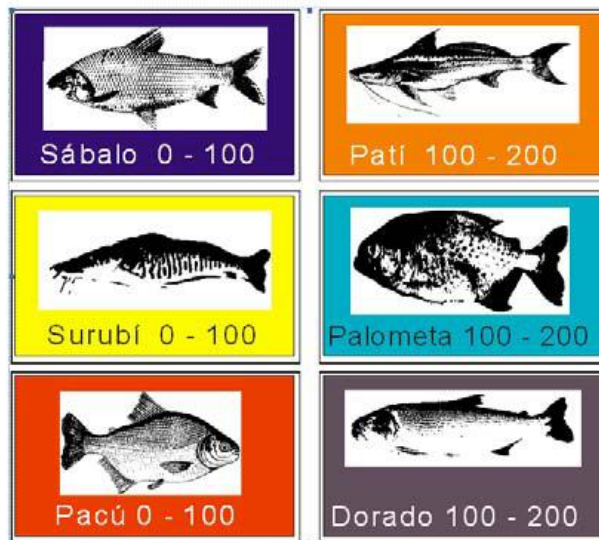 Sábalo 0 - 100
Patí 100 - 200
Surubí 0 - 100
Palometa 100 - 200
Pacú 0 - 100
Dorado 100 - 200